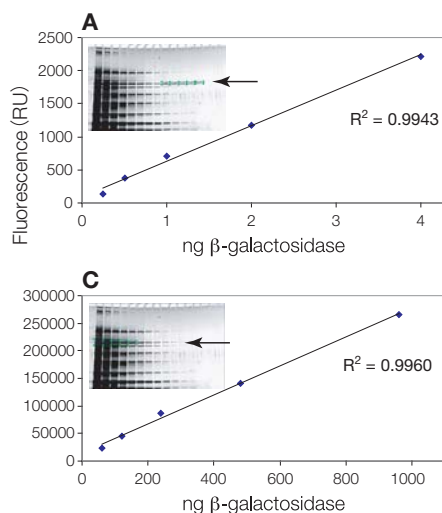 A
Fluorescence (RU)
2500
2000
1500
1000
500
0
R² = 0.9943
0 1 2 3 4
ng β-galactosidase
C
300000
250000
200000
150000
100000
50000
0
R² = 0.9960
0 200 400 600 800 1000
ng β-galactosidase